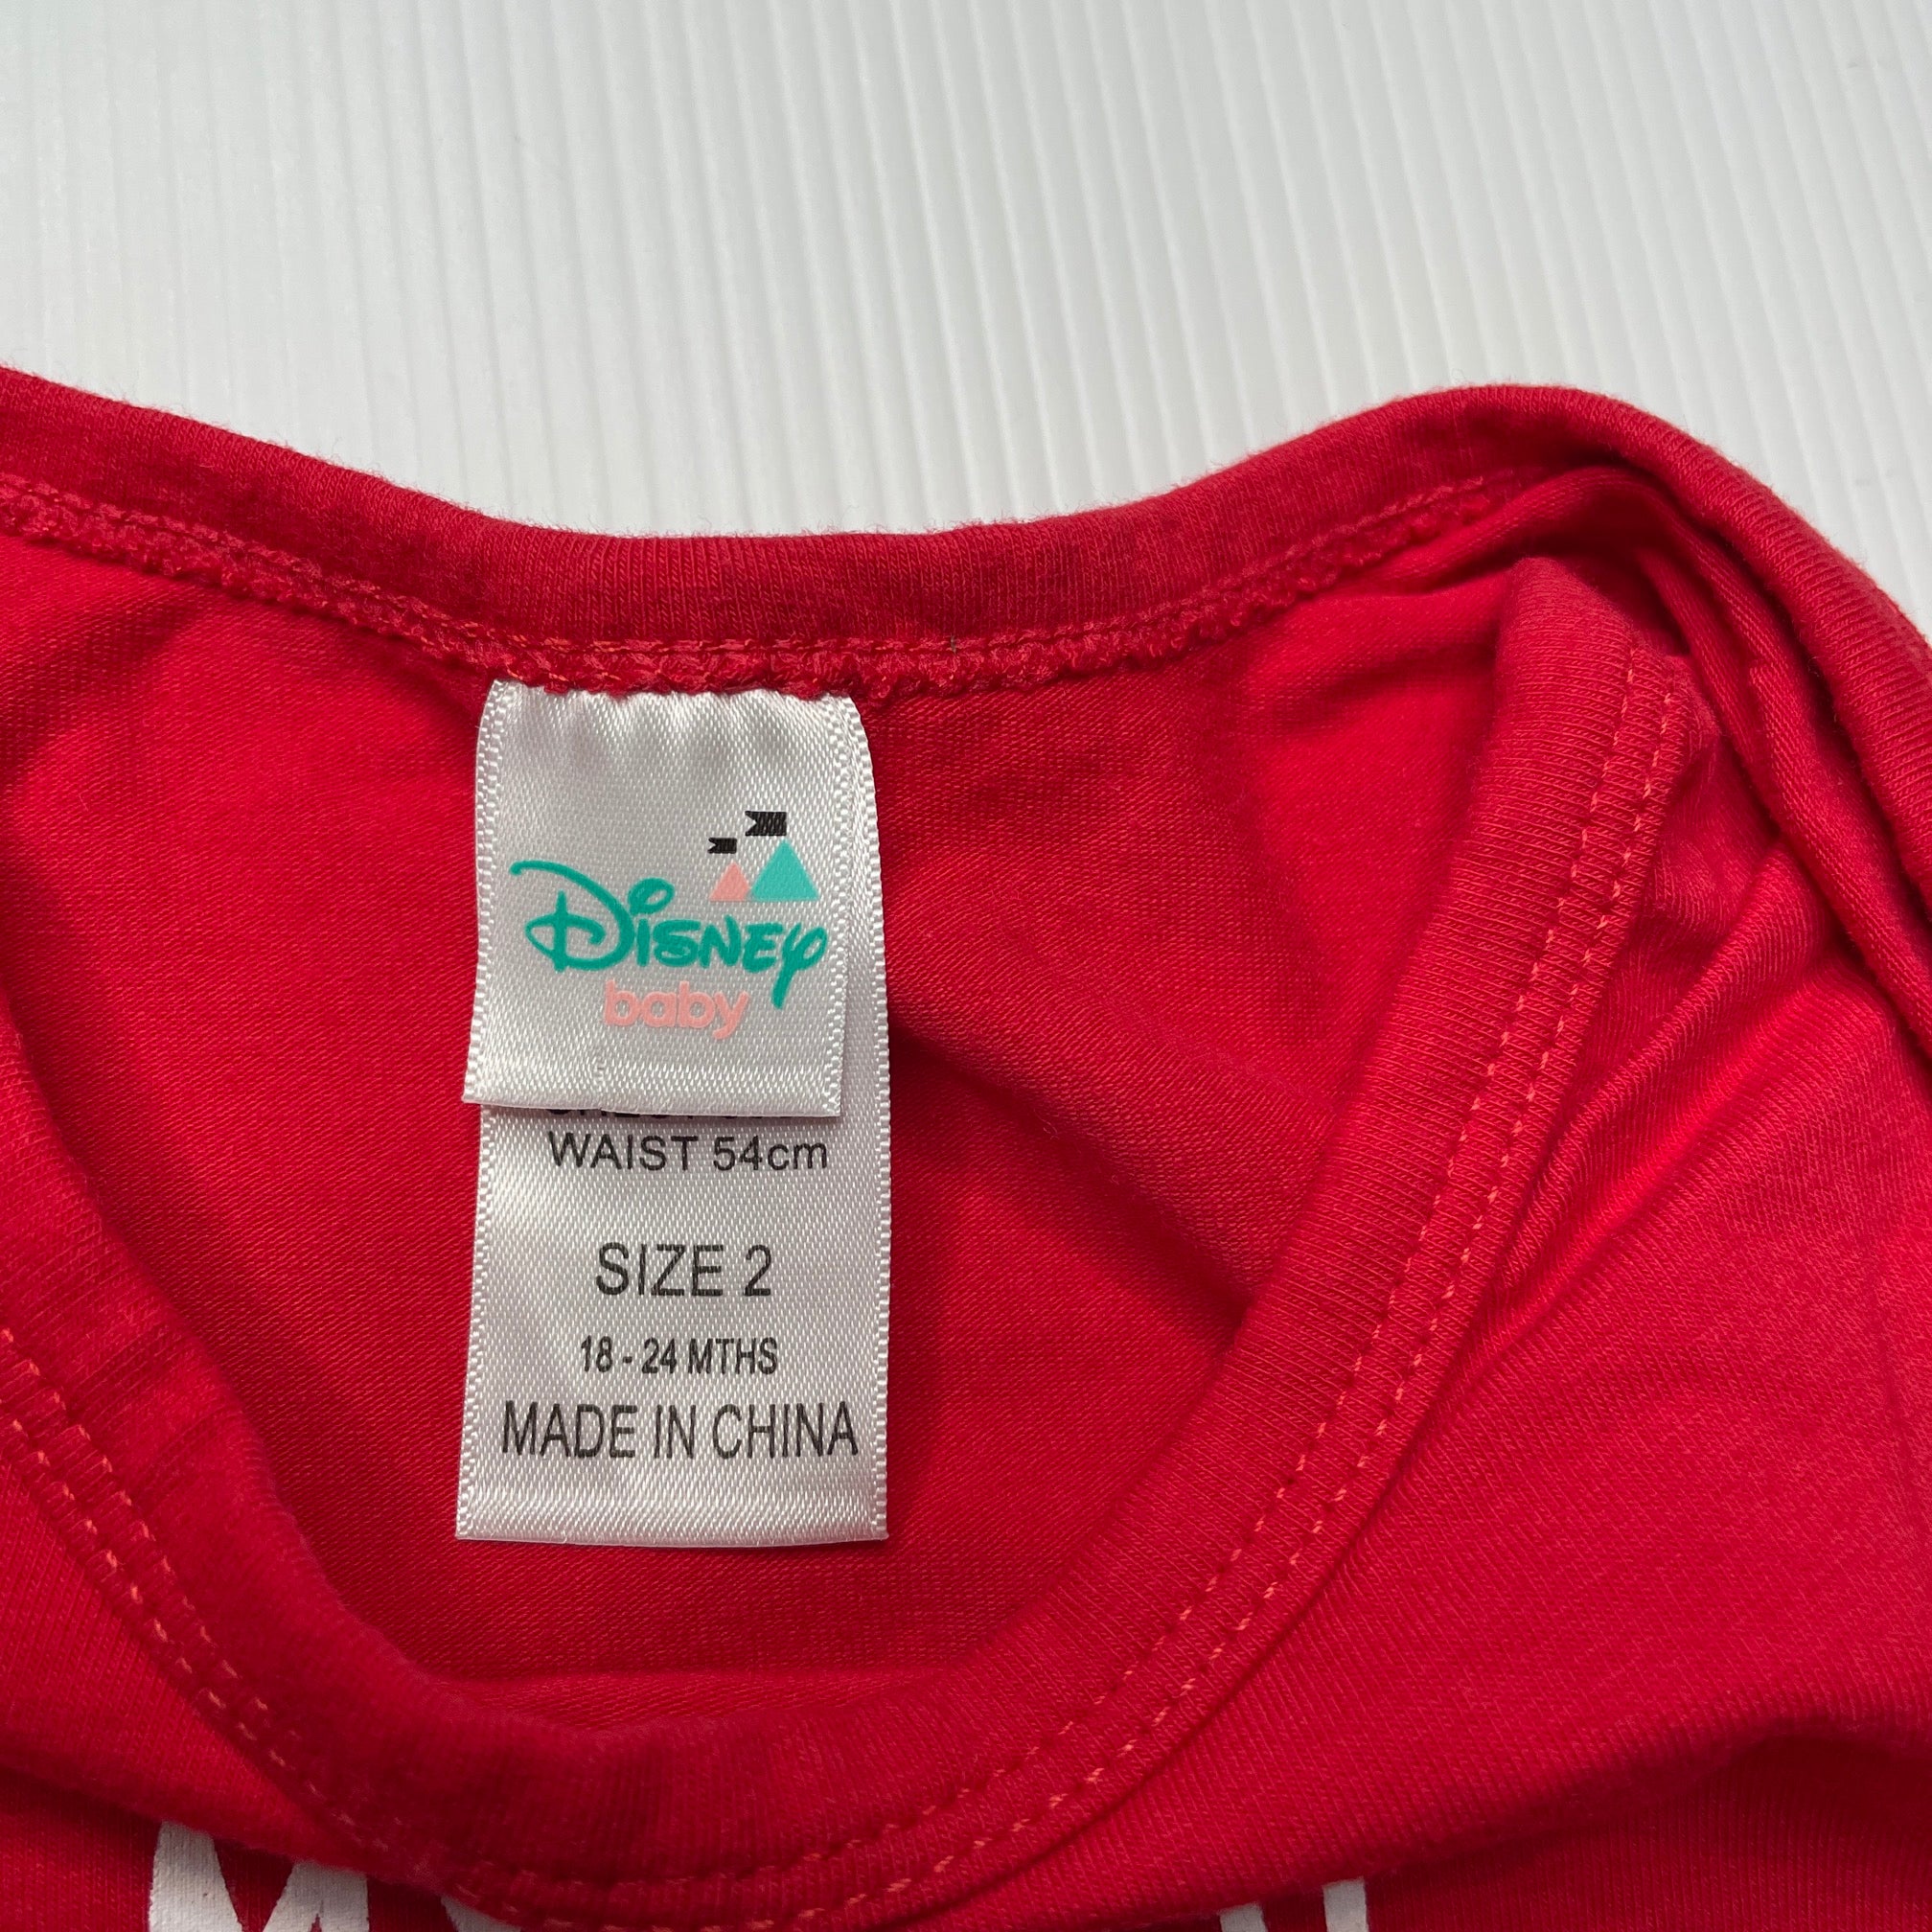 Disney
baby
WAIST 54cm
SIZE 2
18 - 24 MTHS
MADE IN CHINA